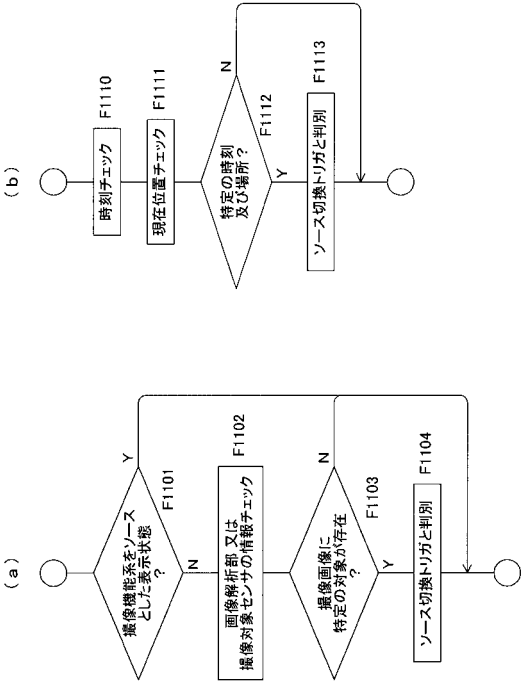 (a)
撮像機能系をソース
とした表示状態
?
Y
F1101
N
画像解析部 又は
撮像対象センサの情報チェック
F1102
撮像画像に
特定の対象が存在
?
N
F1103
Y
ソース切換トリガと判別
F1104
(b)
時刻チェック
F1110
現在位置チェック
F1111
特定の時刻
及び場所?
N
F1112
Y
ソース切換トリガと判別
F1113